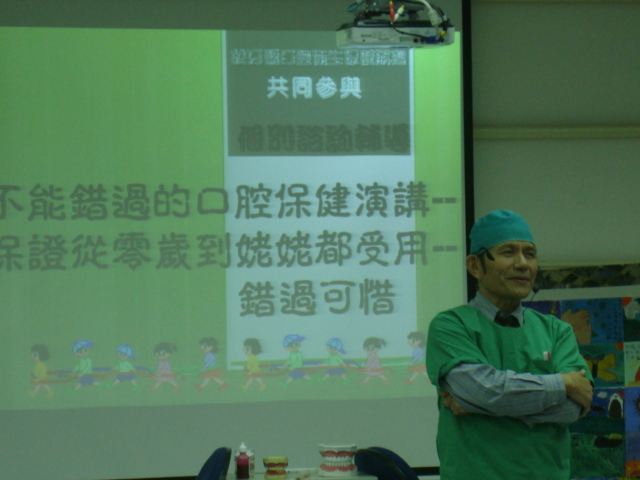 共同參與
個別諮詢輔導
不能錯過的口腔保健演講--
保證從零歲到姥姥都受用--
錯過可惜